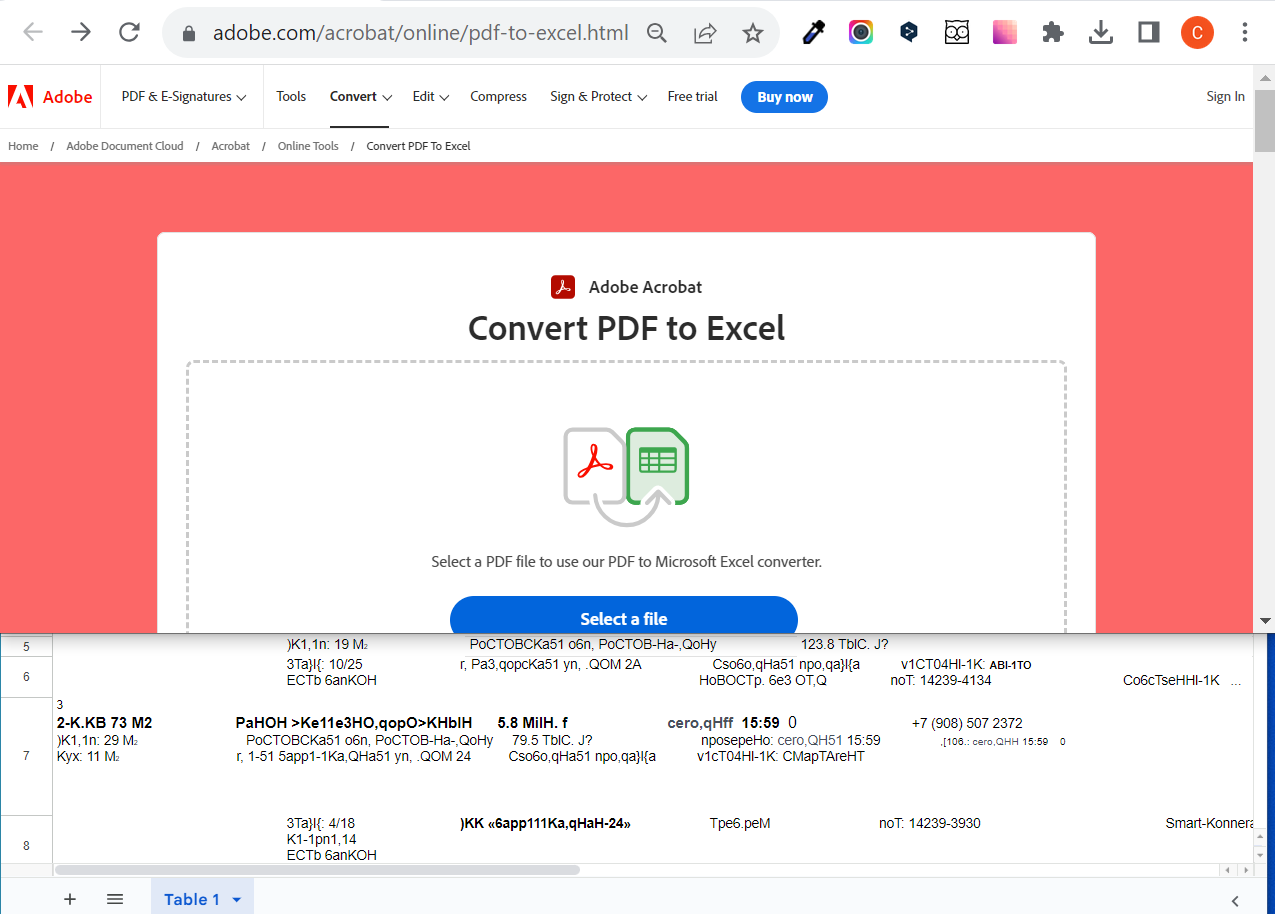 adobe.com/acrobat/online/pdf-to-excel.html
C
Adobe
PDF & E-Signatures
Tools
Convert
Edit
Compress
Sign & Protect
Free trial
Buy now
Sign In
Home / Adobe Document Cloud / Acrobat / Online Tools / Convert PDF To Excel
Adobe Acrobat
Convert PDF to Excel
Select a PDF file to use our PDF to Microsoft Excel converter.
Select a file
5 )K1,1n: 19 M2 PoCTOBCKa51 o6n, PoCTOB-Ha-,QoHy 123.8 TblC. J?
6 3Ta}l{: 10/25 r, Pa3,qopcKa51 yn, .QOM 2A Cso6o,qHa51 npo,qa}l{a v1CT04HI-1K: ABI-1TO
ECTb 6anKOH HoBOCTp. 6e3 OT,Q noT: 14239-4134 Co6cTseHHI-1K ...
3
2-K.KB 73 M2 PaHOH >Ke11e3HO,qopO>KHblH 5.8 MilH. f cero,qHff 15:59 0 +7 (908) 507 2372
)K1,1n: 29 M2 PoCTOBCKa51 o6n, PoCTOB-Ha-,QoHy 79.5 TblC. J? nposepeHo: cero,QH51 15:59 ,[106.: cero,QHH 15:59 0
7 Kyx: 11 M2 r, 1-51 5app1-1Ka,QHa51 yn, .QOM 24 Cso6o,qHa51 npo,qa}l{a v1cT04HI-1K: CMapTAreHT
3Ta}l{: 4/18 )KK «6app111Ka,qHaH-24» Tpe6.peM noT: 14239-3930 Smart-Konnera
K1-1pn1,14
8 ECTb 6anKOH
Table 1